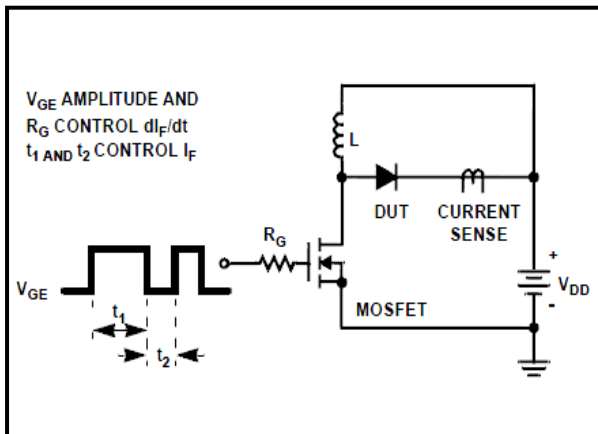 V_GE AMPLITUDE AND
R_G CONTROL dI_F/dt
t_1 AND t_2 CONTROL I_F
L
DUT
CURRENT
SENSE
R_G
V_GE
t_1
t_2
MOSFET
+
V_DD
-